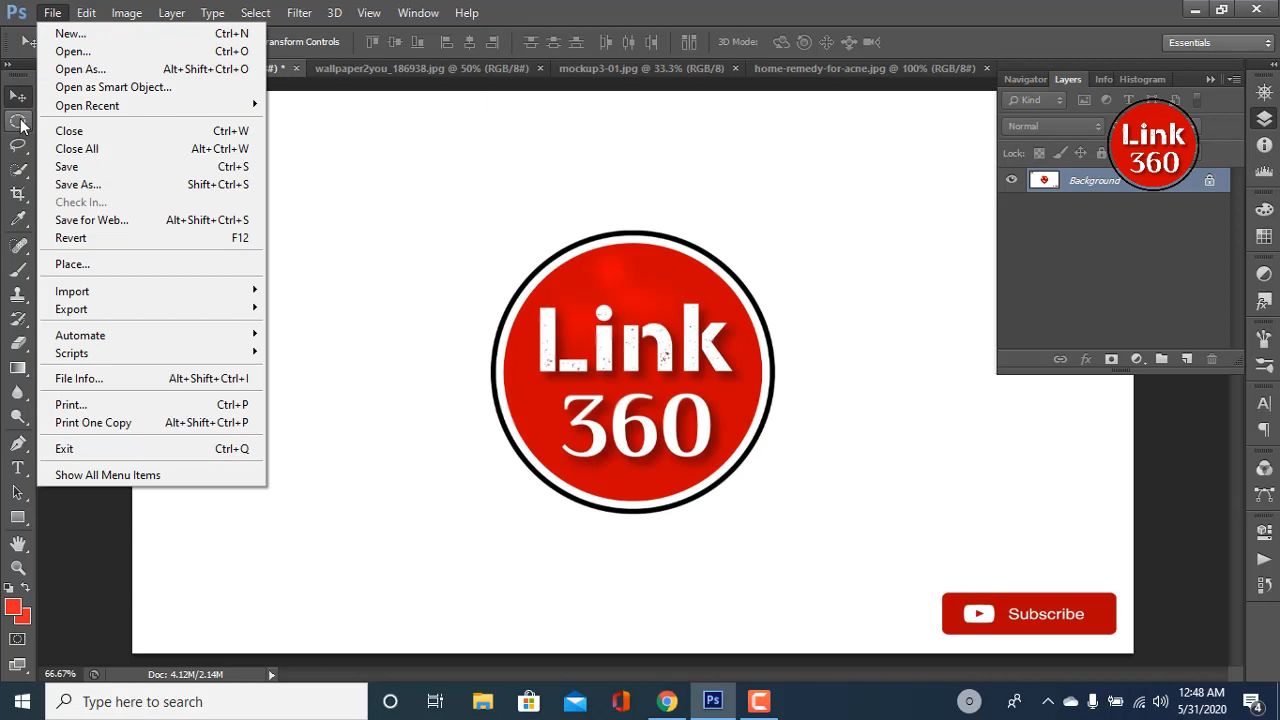 Ps File Edit Image Layer Type Select Filter 3D View Window Help
ransform Controls 3D Mode: Essentials
#) * × wallpaper2you_186938.jpg @ 50% (RGB/8#) × mockup3-01.jpg @ 33.3% (RGB/8) × home-remedy-for-acne.jpg @ 100% (RGB/8#) ×
New... Ctrl+N
Open... Ctrl+O
Open As... Alt+Shift+Ctrl+O
Open as Smart Object...
Open Recent
Close Ctrl+W
Close All Alt+Ctrl+W
Save Ctrl+S
Save As... Shift+Ctrl+S
Check In...
Save for Web... Alt+Shift+Ctrl+S
Revert F12
Place...
Import
Export
Automate
Scripts
File Info... Alt+Shift+Ctrl+I
Print... Ctrl+P
Print One Copy Alt+Shift+Ctrl+P
Exit Ctrl+Q
Show All Menu Items
Navigator Layers Info Histogram
Kind
Normal
Lock:
Background
Link
360
Link
360
Subscribe
66.67% Doc: 4.12M/2.14M
Type here to search
Ps
12:48 AM
5/31/2020
4